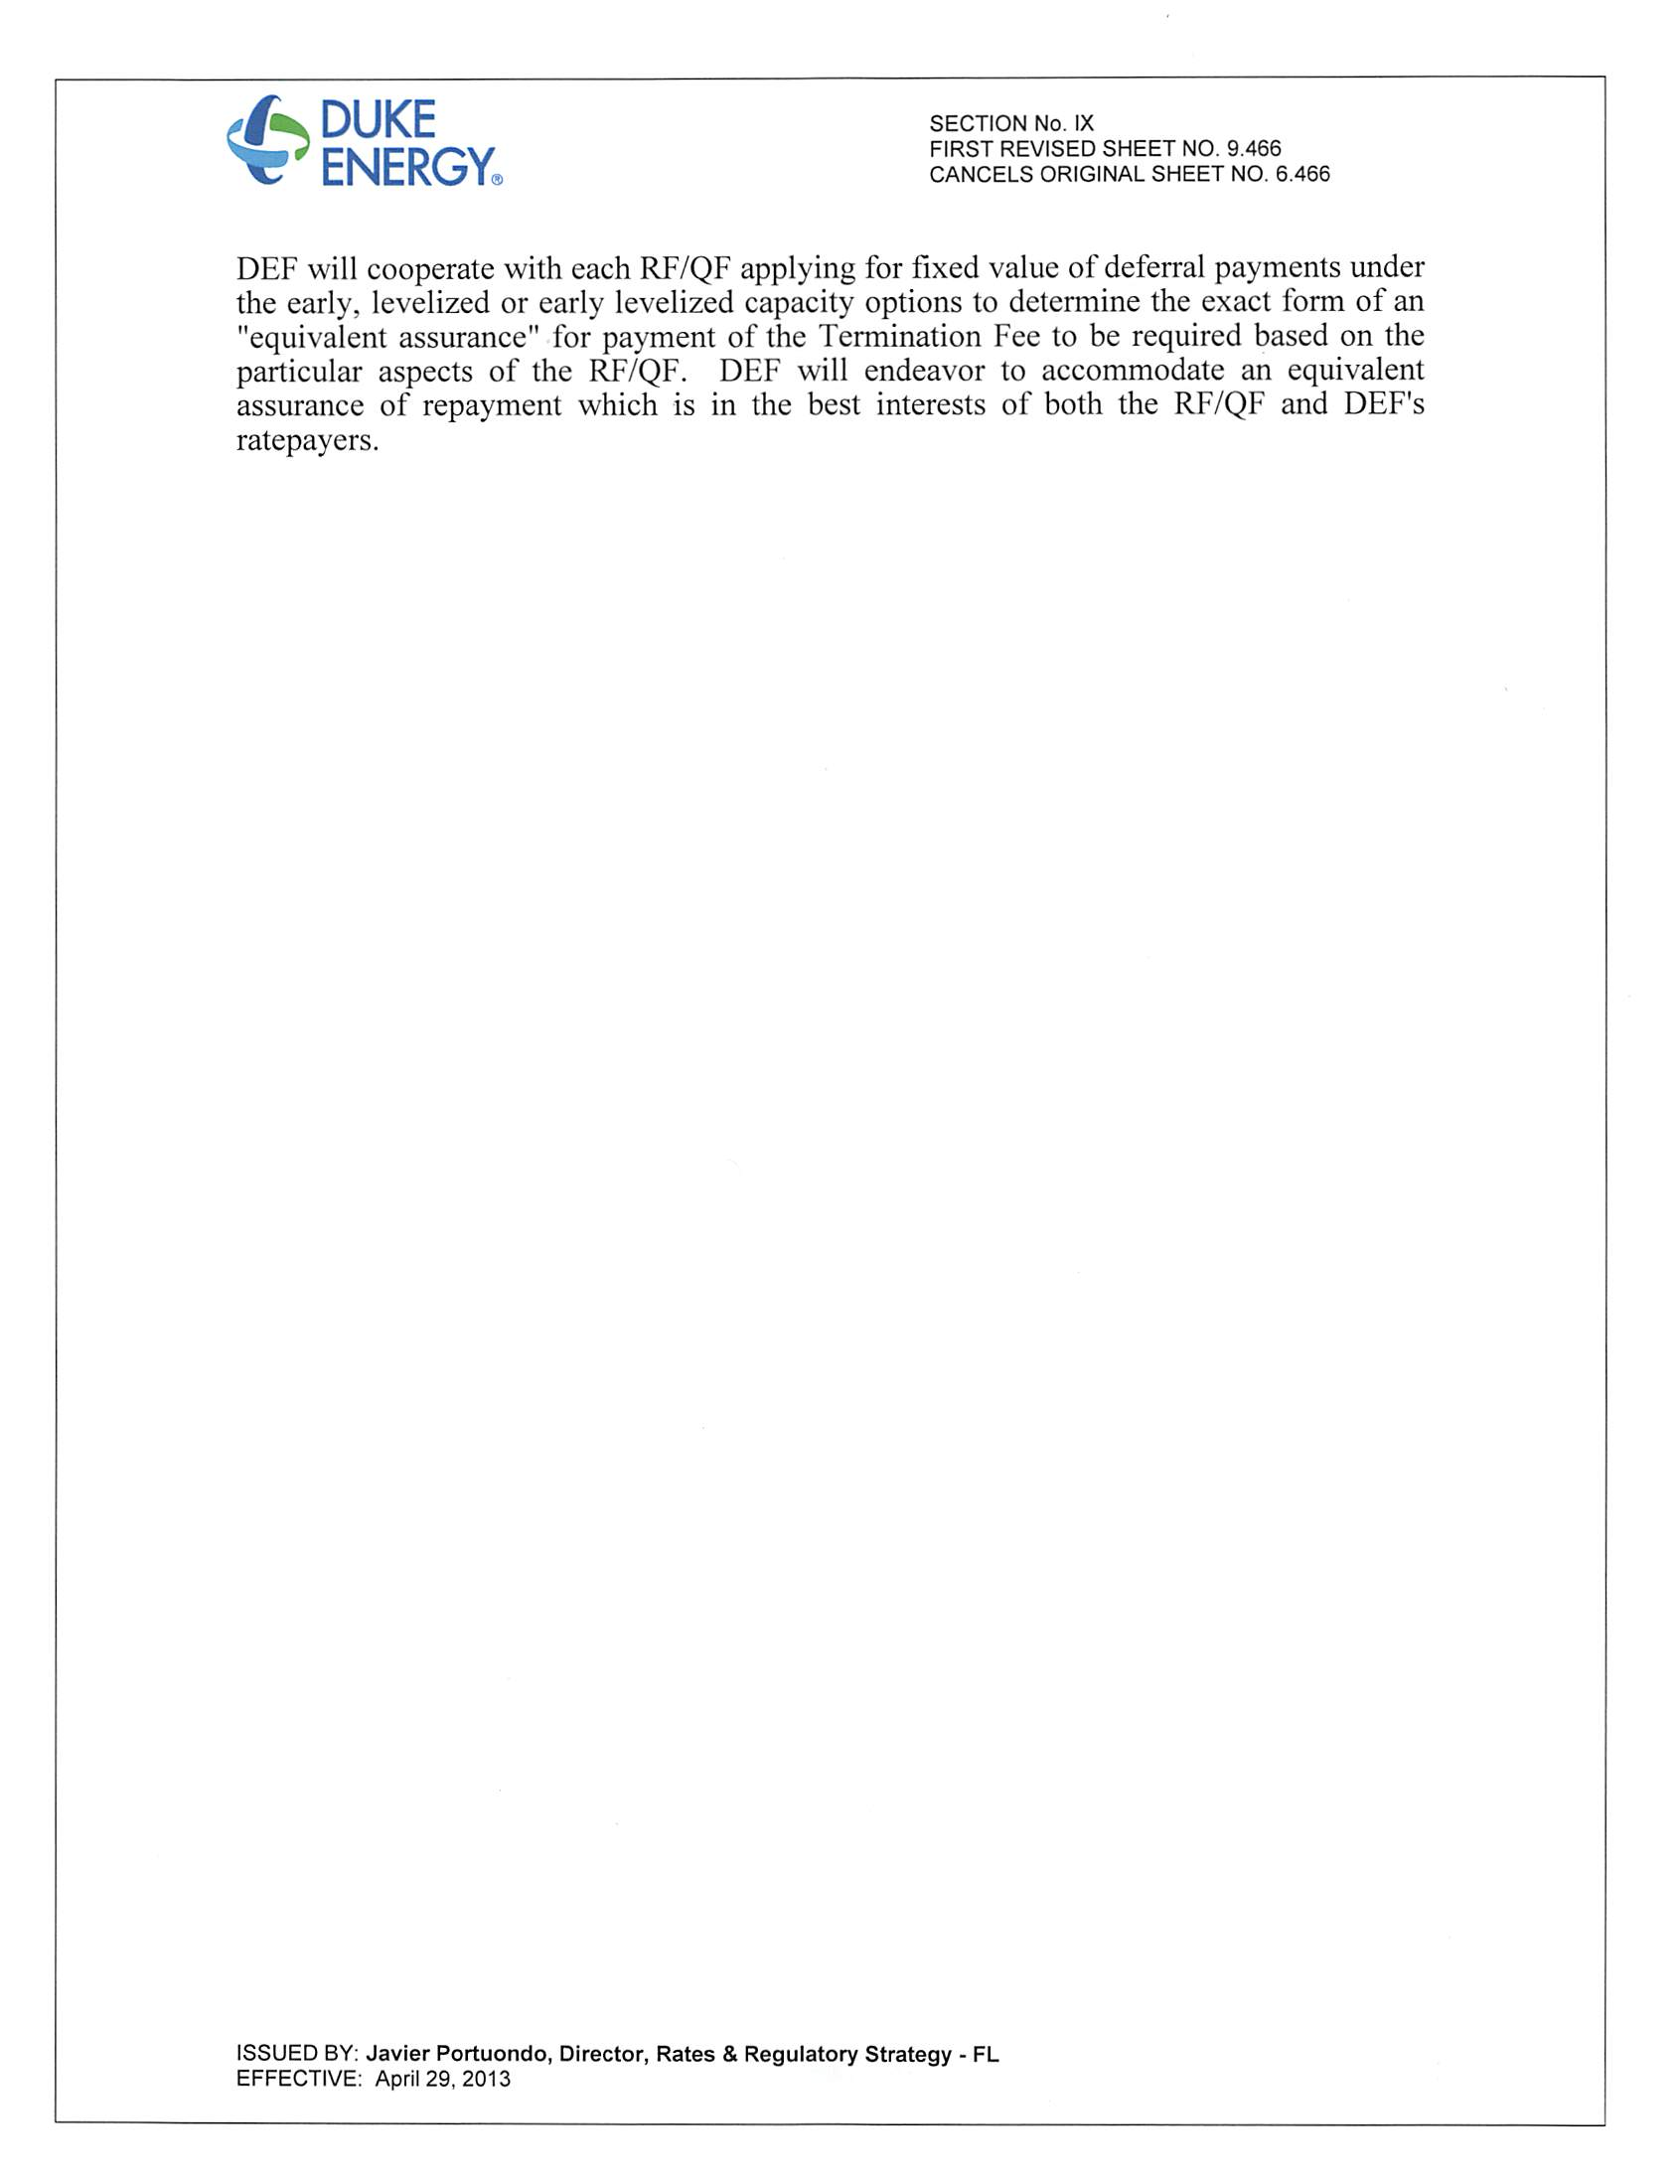 DUKE
ENERGY®
SECTION No. IX
FIRST REVISED SHEET NO. 9.466
CANCELS ORIGINAL SHEET NO. 6.466
DEF will cooperate with each RF/QF applying for fixed value of deferral payments under
the early, levelized or early levelized capacity options to determine the exact form of an
"equivalent assurance" for payment of the Termination Fee to be required based on the
particular aspects of the RF/QF. DEF will endeavor to accommodate an equivalent
assurance of repayment which is in the best interests of both the RF/QF and DEF's
ratepayers.
ISSUED BY: Javier Portuondo, Director, Rates & Regulatory Strategy - FL
EFFECTIVE: April 29, 2013